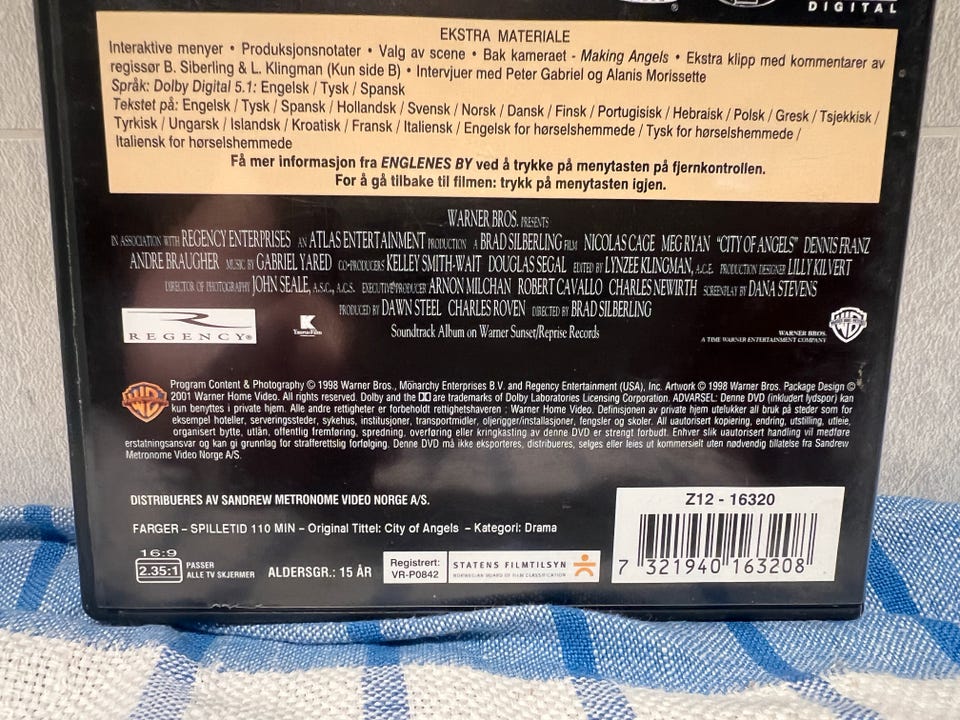 DIGITAL
EKSTRA MATERIALE
Interaktive menyer • Produksjonsnotater • Valg av scene • Bak kameraet - Making Angels • Ekstra klipp med kommentarer av
regissør B. Siberling & L. Klingman (Kun side B) • Intervjuer med Peter Gabriel og Alanis Morissette
Språk: Dolby Digital 5.1: Engelsk / Tysk / Spansk
Tekstet på: Engelsk / Tysk / Spansk / Hollandsk / Svensk / Norsk / Dansk / Finsk / Portugisisk / Hebraisk / Polsk / Gresk / Tsjekkisk /
Tyrkisk / Ungarsk / Islandsk / Kroatisk / Fransk / Italiensk / Engelsk for hørselshemmede / Tysk for hørselshemmede /
Italiensk for hørselshemmede
Få mer informasjon fra ENGLENES BY ved å trykke på menytasten på fjernkontrollen.
For å gå tilbake til filmen: trykk på menytasten igjen.
WARNER BROS. PRESENTS
IN ASSOCIATION WITH REGENCY ENTERPRISES AN ATLAS ENTERTAINMENT PRODUCTION A BRAD SILBERLING FILM NICOLAS CAGE MEG RYAN "CITY OF ANGELS" DENNIS FRANZ
ANDRE BRAUGHER MUSIC BY GABRIEL YARED CO-PRODUCERS KELLEY SMITH-WAIT DOUGLAS SEGAL EDITED BY LYNZEE KLINGMAN, A.C.E. PRODUCTION DESIGNER LILLY KILVERT
DIRECTOR OF PHOTOGRAPHY JOHN SEALE, A.S.C., A.C.S. EXECUTIVE PRODUCER ARNON MILCHAN ROBERT CAVALLO CHARLES NEWIRTH SCREENPLAY BY DANA STEVENS
PRODUCED BY DAWN STEEL CHARLES ROVEN DIRECTED BY BRAD SILBERLING
Soundtrack Album on Warner Sunset/Reprise Records
REGENCY®
WARNER BROS.
A TIME WARNER ENTERTAINMENT COMPANY
Program Content & Photography © 1998 Warner Bros., Monarchy Enterprises B.V. and Regency Entertainment (USA), Inc. Artwork © 1998 Warner Bros. Package Design ©
2001 Warner Home Video. All rights reserved. Dolby and the DD are trademarks of Dolby Laboratories Licensing Corporation. ADVARSEL: Denne DVD (inkludert lydspor) kan
kun benyttes i private hjem. Alle andre rettigheter er forbeholdt rettighetshaveren : Warner Home Video. Definisjonen av private hjem utelukker all bruk på steder som for
eksempel hoteller, serveringssteder, sykehus, institusjoner, transportmidler, oljerigger/installasjoner, fengsler og skoler. All uautorisert kopiering, endring, utstilling, utleie,
organisert bytte, utlån, offentlig fremføring, spredning, overføring eller kringkasting av denne DVD er strengt forbudt. Enhver slik uautorisert handling vil medføre
erstatningsansvar og kan gi grunnlag for strafferettslig forfølging. Denne DVD må ikke eksporteres, distribueres, selges eller leies ut kommersielt uten nødvendig tillatelse fra Sandrew
Metronome Video Norge A/S.
DISTRIBUERES AV SANDREW METRONOME VIDEO NORGE A/S.
FARGER – SPILLETID 110 MIN – Original Tittel: City of Angels – Kategori: Drama
16:9
2.35:1
PASSER
ALLE TV SKJERMER
ALDERSGR.: 15 ÅR
Registrert:
VR-P0842
STATENS FILMTILSYN
NORWEGIAN BOARD OF FILM CLASSIFICATION
Z12 - 16320
7 321940 163208